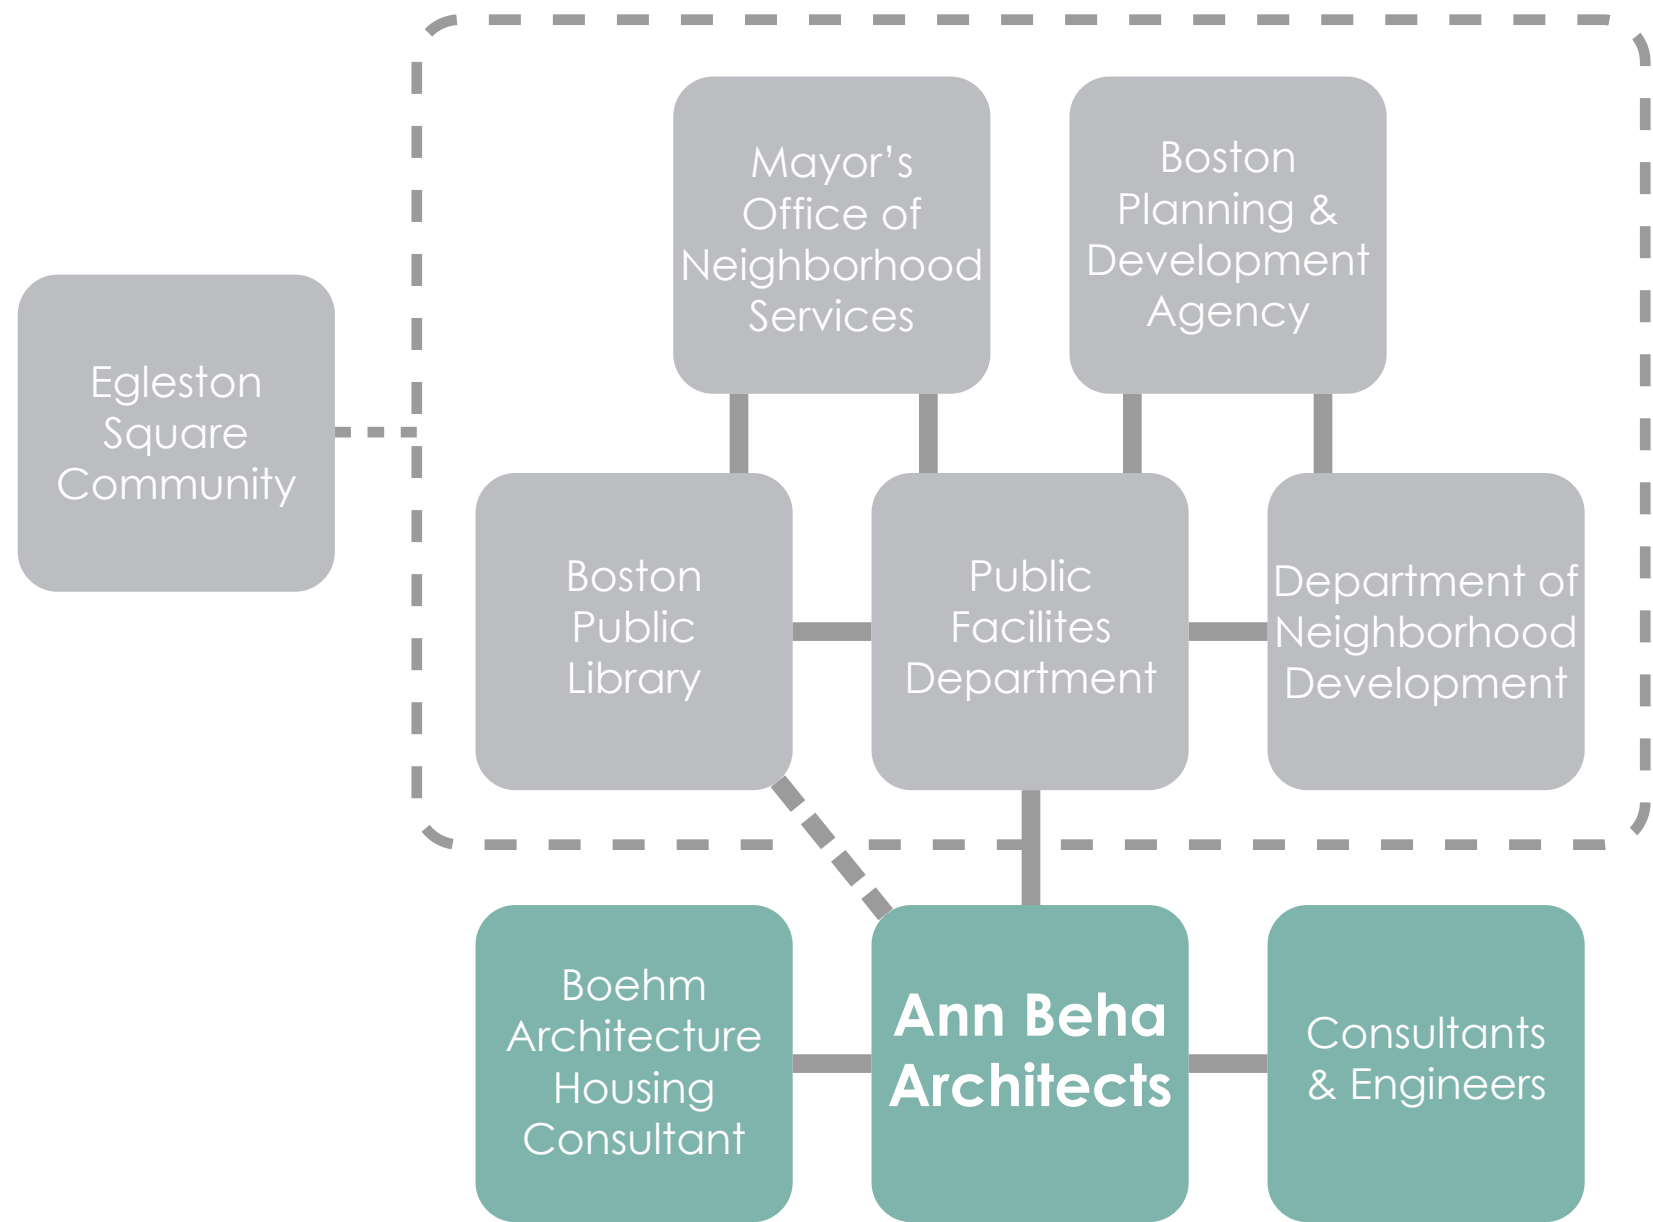 Mayor’s
Office of
Neighborhood
Services
Boston
Planning &
Development
Agency
Egleston
Square
Community
Boston
Public
Library
Public
Facilites
Department
Department of
Neighborhood
Development
Boehm
Architecture
Housing
Consultant
Ann Beha
Architects
Consultants
& Engineers